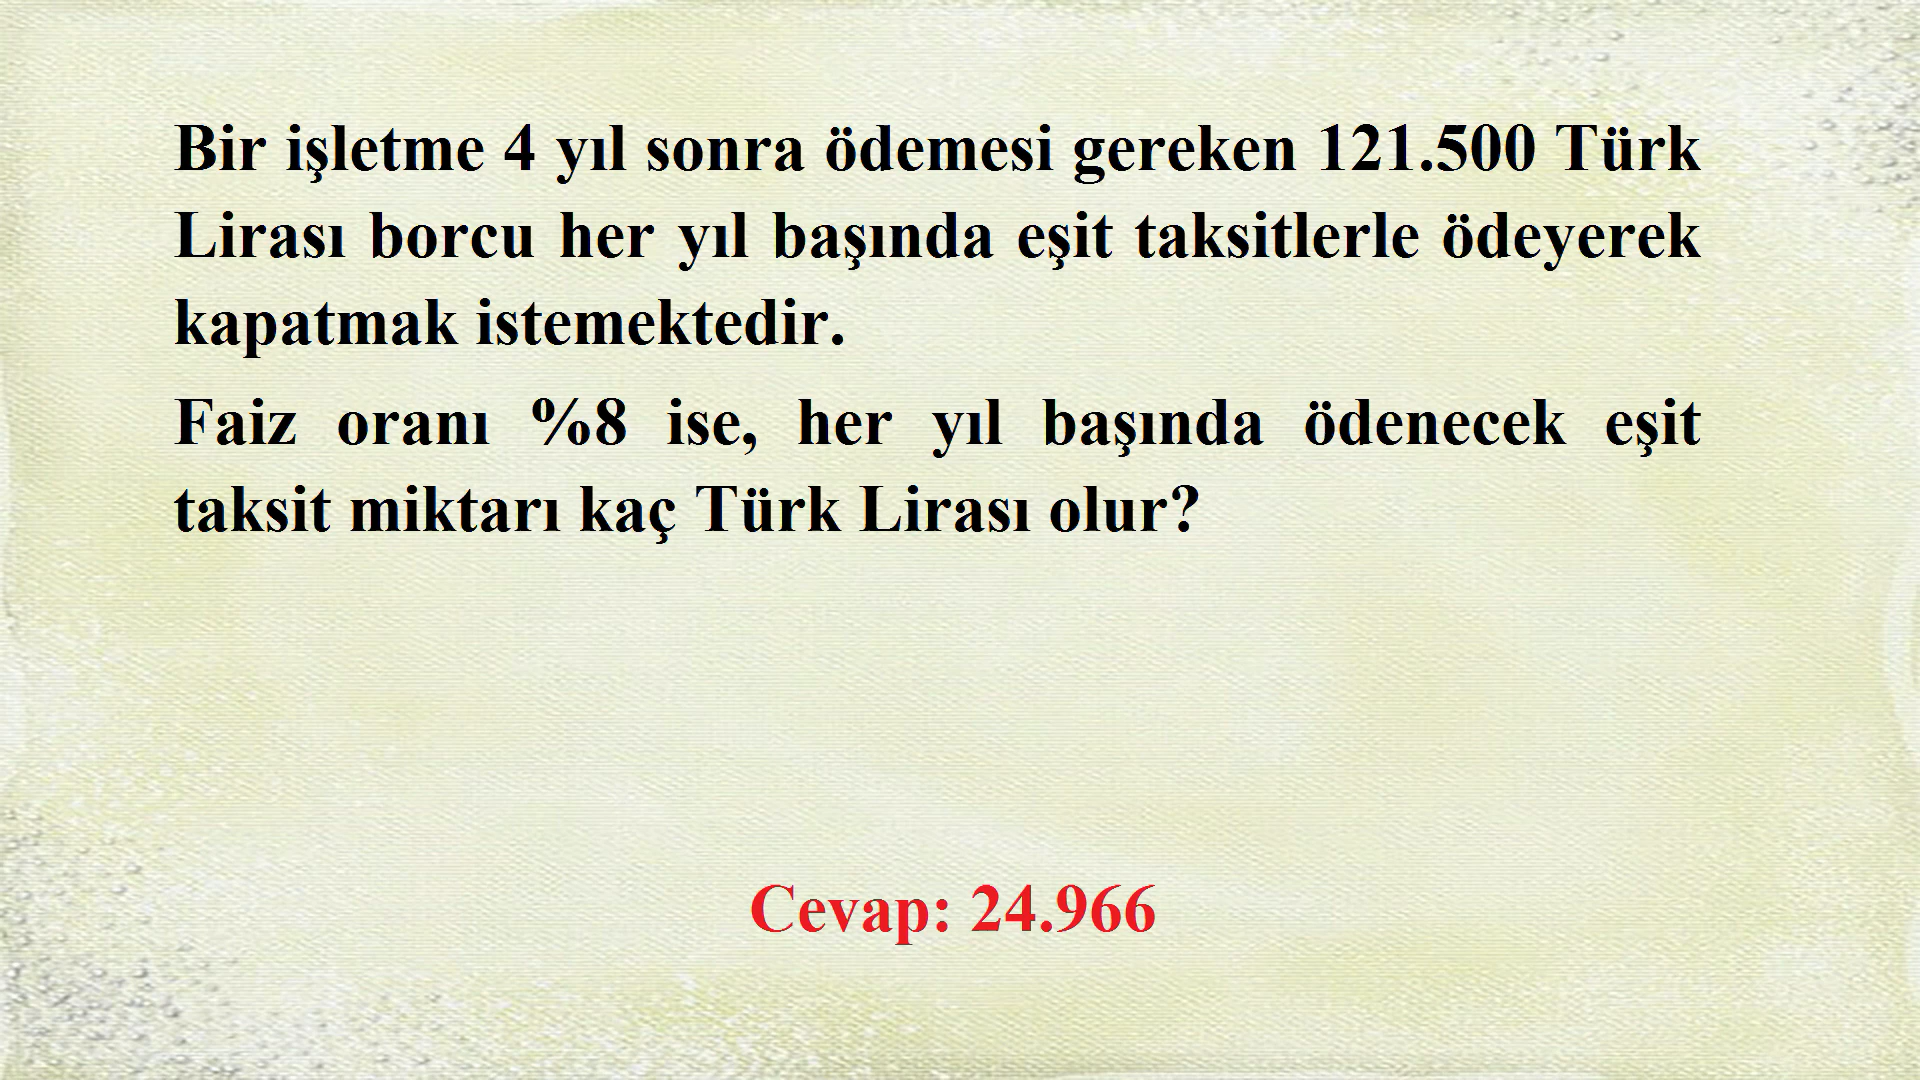 Bir işletme 4 yıl sonra ödemesi gereken 121.500 Türk
Lirası borcu her yıl başında eşit taksitlerle ödeyerek
kapatmak istemektedir.
Faiz oranı %8 ise, her yıl başında ödenecek eşit
taksit miktarı kaç Türk Lirası olur?
Cevap: 24.966